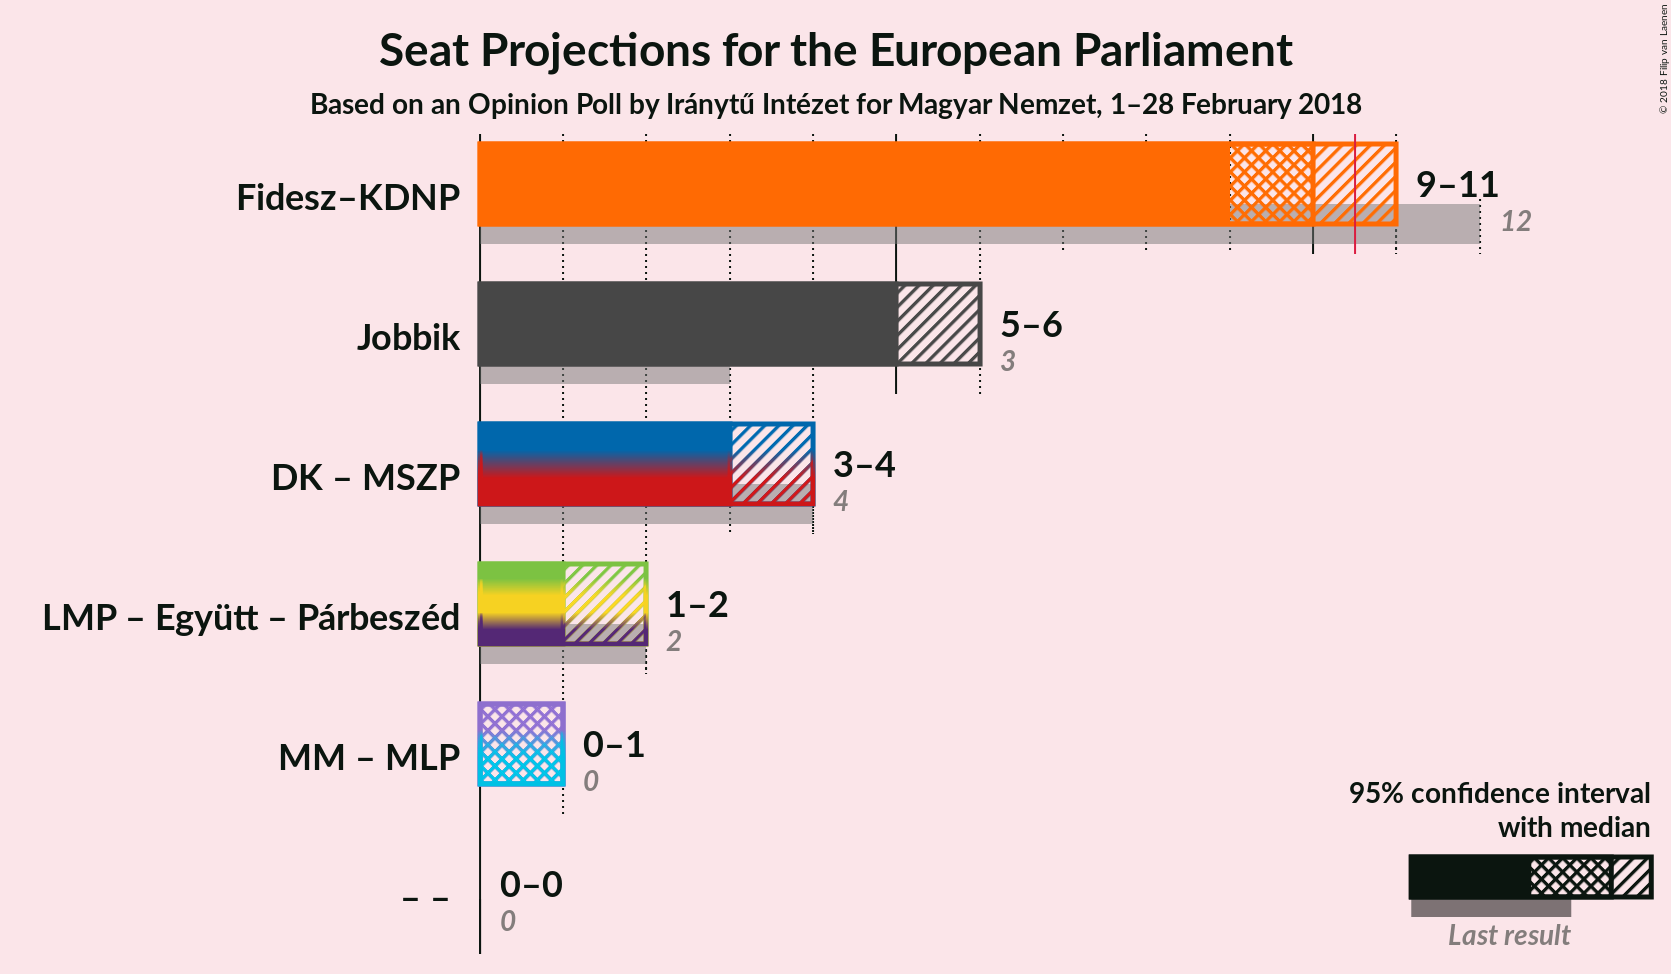 Seat Projections for the European Parliament
Based on an Opinion Poll by Iránytű Intézet for Magyar Nemzet, 1–28 February 2018
© 2018 Filip van Laenen
Fidesz–KDNP
9–11
12
Jobbik
5–6
3
DK – MSZP
3–4
4
LMP – Együtt – Párbeszéd
1–2
2
MM – MLP
0–1
0
– –
0–0
0
95% confidence interval
with median
Last result